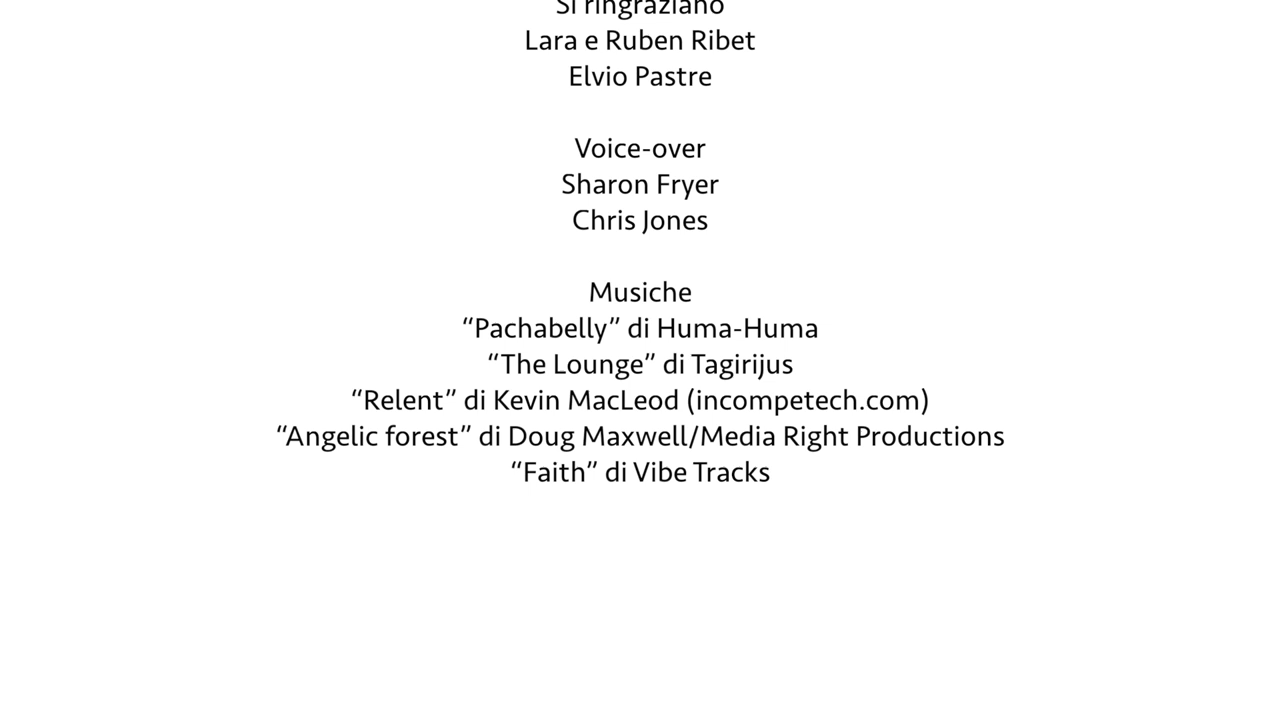 Si ringraziano
Lara e Ruben Ribet
Elvio Pastre
Voice-over
Sharon Fryer
Chris Jones
Musiche
“Pachabelly” di Huma-Huma
“The Lounge” di Tagirijus
“Relent” di Kevin MacLeod (incompetech.com)
“Angelic forest” di Doug Maxwell/Media Right Productions
“Faith” di Vibe Tracks